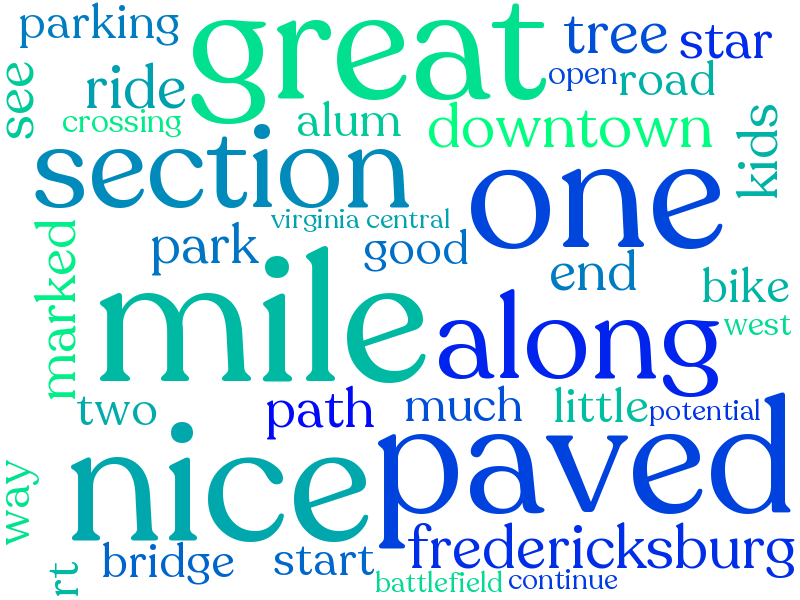 parking
great
tree
star
see
ride
open
road
crossing
alum
downtown
kids
section
one
virginia central
marked
park
good
end
bike
mile
along
west
two
path
much
little
potential
nice
paved
way
fredericksburg
rt
bridge
start
battlefield
continue